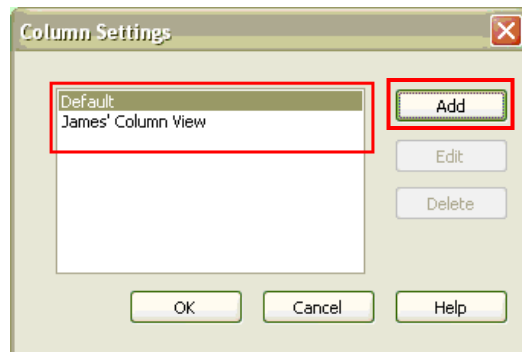 Column Settings
Default
James' Column View
Add
Edit
Delete
OK
Cancel
Help